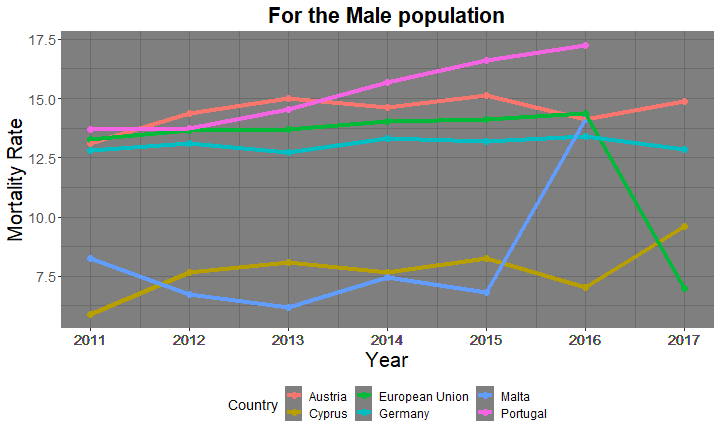 For the Male population
17.5
15.0
12.5
10.0
7.5
Mortality Rate
2011 2012 2013 2014 2015 2016 2017
Year
Country
Austria European Union Malta
Cyprus Germany Portugal